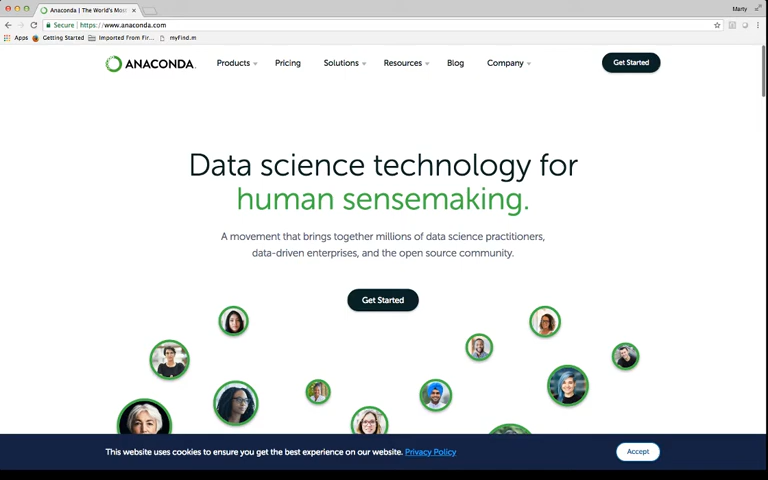 Anaconda | The World's Most
Marty
Secure https://www.anaconda.com
Apps Getting Started Imported From Fir... myFind.m
ANACONDA.
Products Pricing Solutions Resources Blog Company Get Started
Data science technology for
human sensemaking.
A movement that brings together millions of data science practitioners,
data-driven enterprises, and the open source community.
Get Started
This website uses cookies to ensure you get the best experience on our website. Privacy Policy Accept